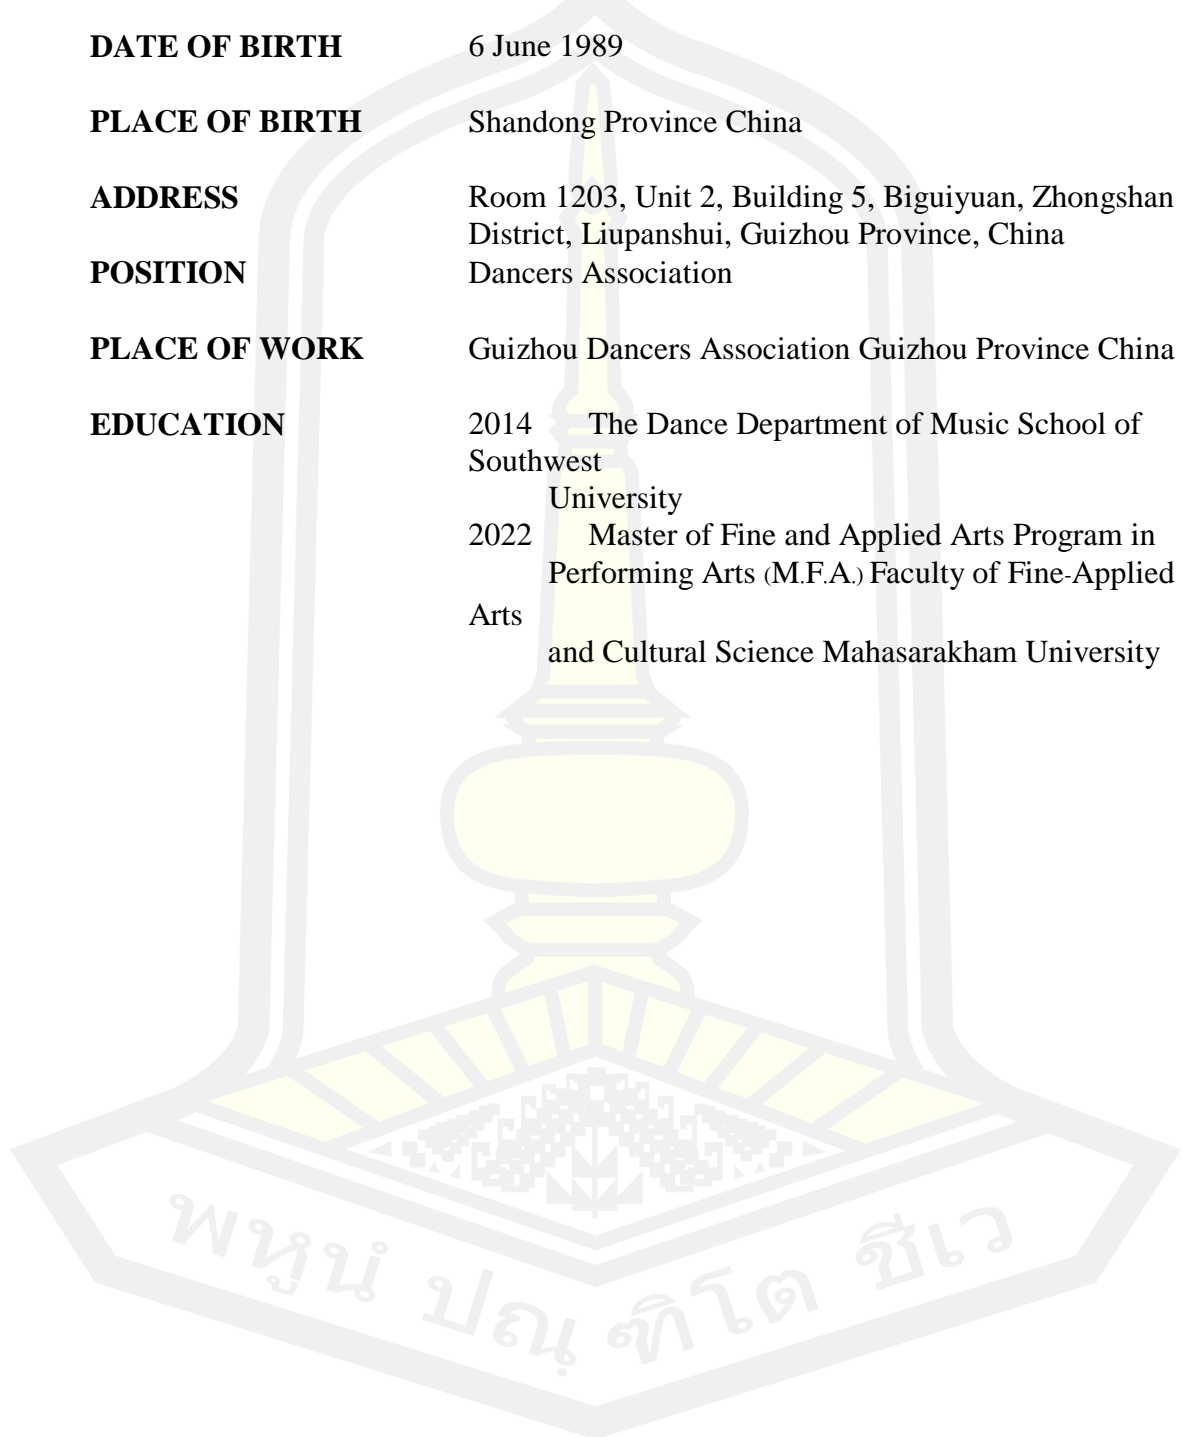 DATE OF BIRTH 6 June 1989
PLACE OF BIRTH Shandong Province China
ADDRESS Room 1203, Unit 2, Building 5, Biguiyuan, Zhongshan
District, Liupanshui, Guizhou Province, China
POSITION Dancers Association
PLACE OF WORK Guizhou Dancers Association Guizhou Province China
EDUCATION 2014 The Dance Department of Music School of
Southwest
University
2022 Master of Fine and Applied Arts Program in
Performing Arts (M.F.A.) Faculty of Fine-Applied
Arts
and Cultural Science Mahasarakham University
พหูนํ ปณฺ ฑิโต ชีเว